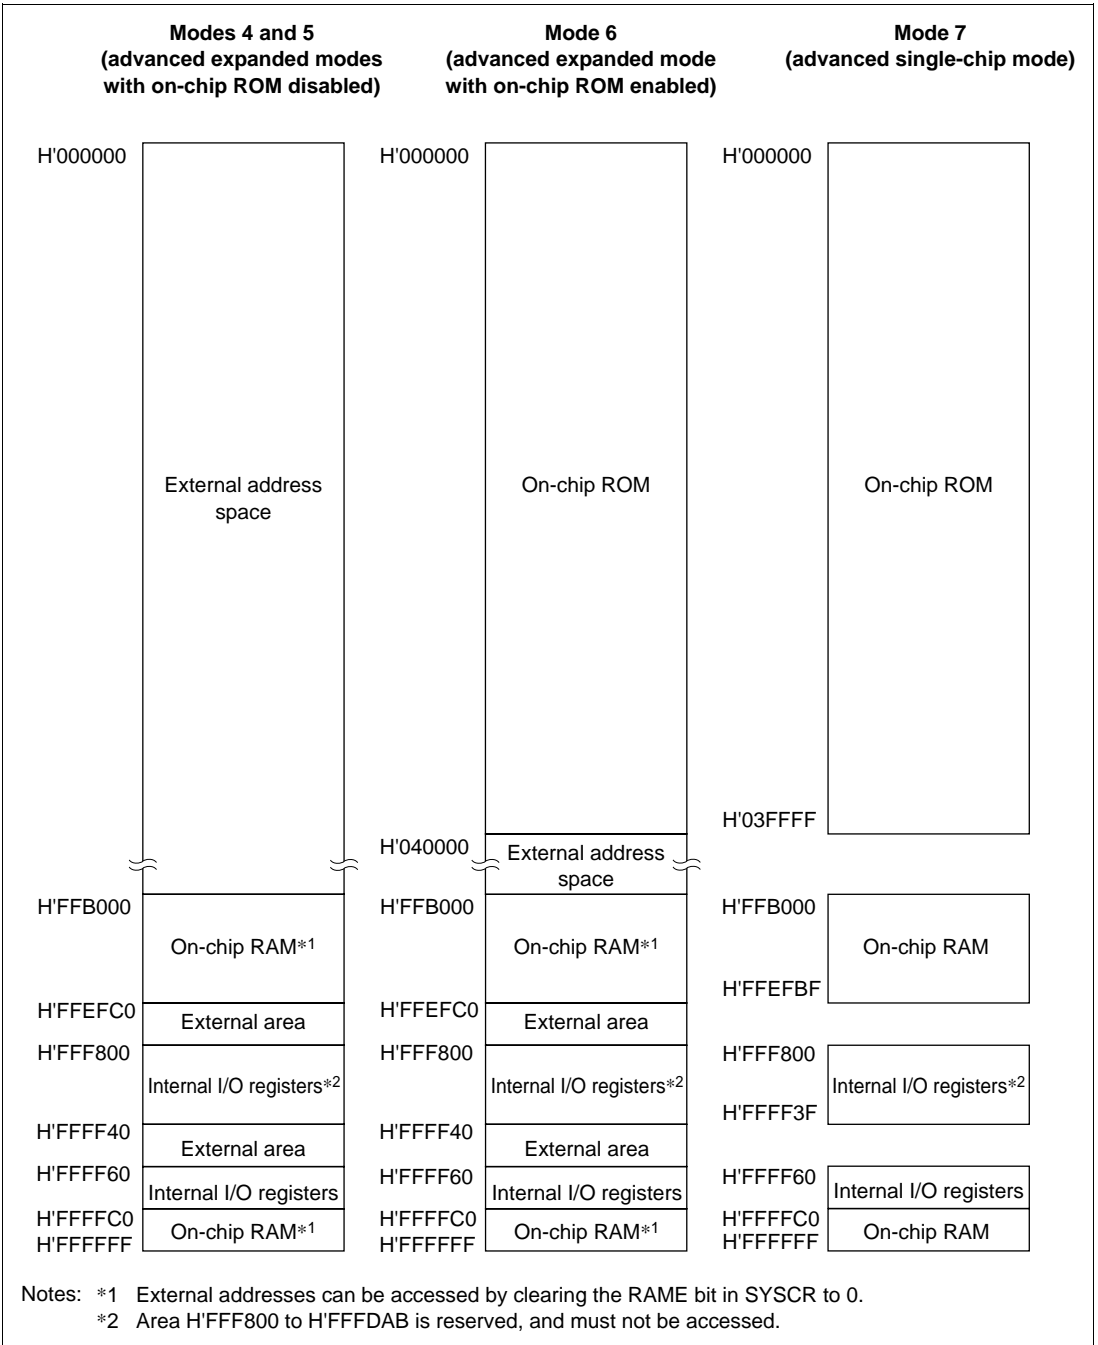 Modes 4 and 5
(advanced expanded modes
with on-chip ROM disabled)
Mode 6
(advanced expanded mode
with on-chip ROM enabled)
Mode 7
(advanced single-chip mode)
H'000000
External address
space
H'FFB000
On-chip RAM*1
H'FFEFC0
External area
H'FFF800
Internal I/O registers*2
H'FFFF40
External area
H'FFFF60
Internal I/O registers
H'FFFFC0
On-chip RAM*1
H'FFFFFF
H'000000
On-chip ROM
H'040000
External address
space
H'FFB000
On-chip RAM*1
H'FFEFC0
External area
H'FFF800
Internal I/O registers*2
H'FFFF40
External area
H'FFFF60
Internal I/O registers
H'FFFFC0
On-chip RAM*1
H'FFFFFF
H'000000
On-chip ROM
H'03FFFF
H'FFB000
On-chip RAM
H'FFEFBF
H'FFF800
Internal I/O registers*2
H'FFFF3F
H'FFFF60
Internal I/O registers
H'FFFFC0
On-chip RAM
H'FFFFFF
Notes: *1 External addresses can be accessed by clearing the RAME bit in SYSCR to 0.
*2 Area H'FFF800 to H'FFFDAB is reserved, and must not be accessed.